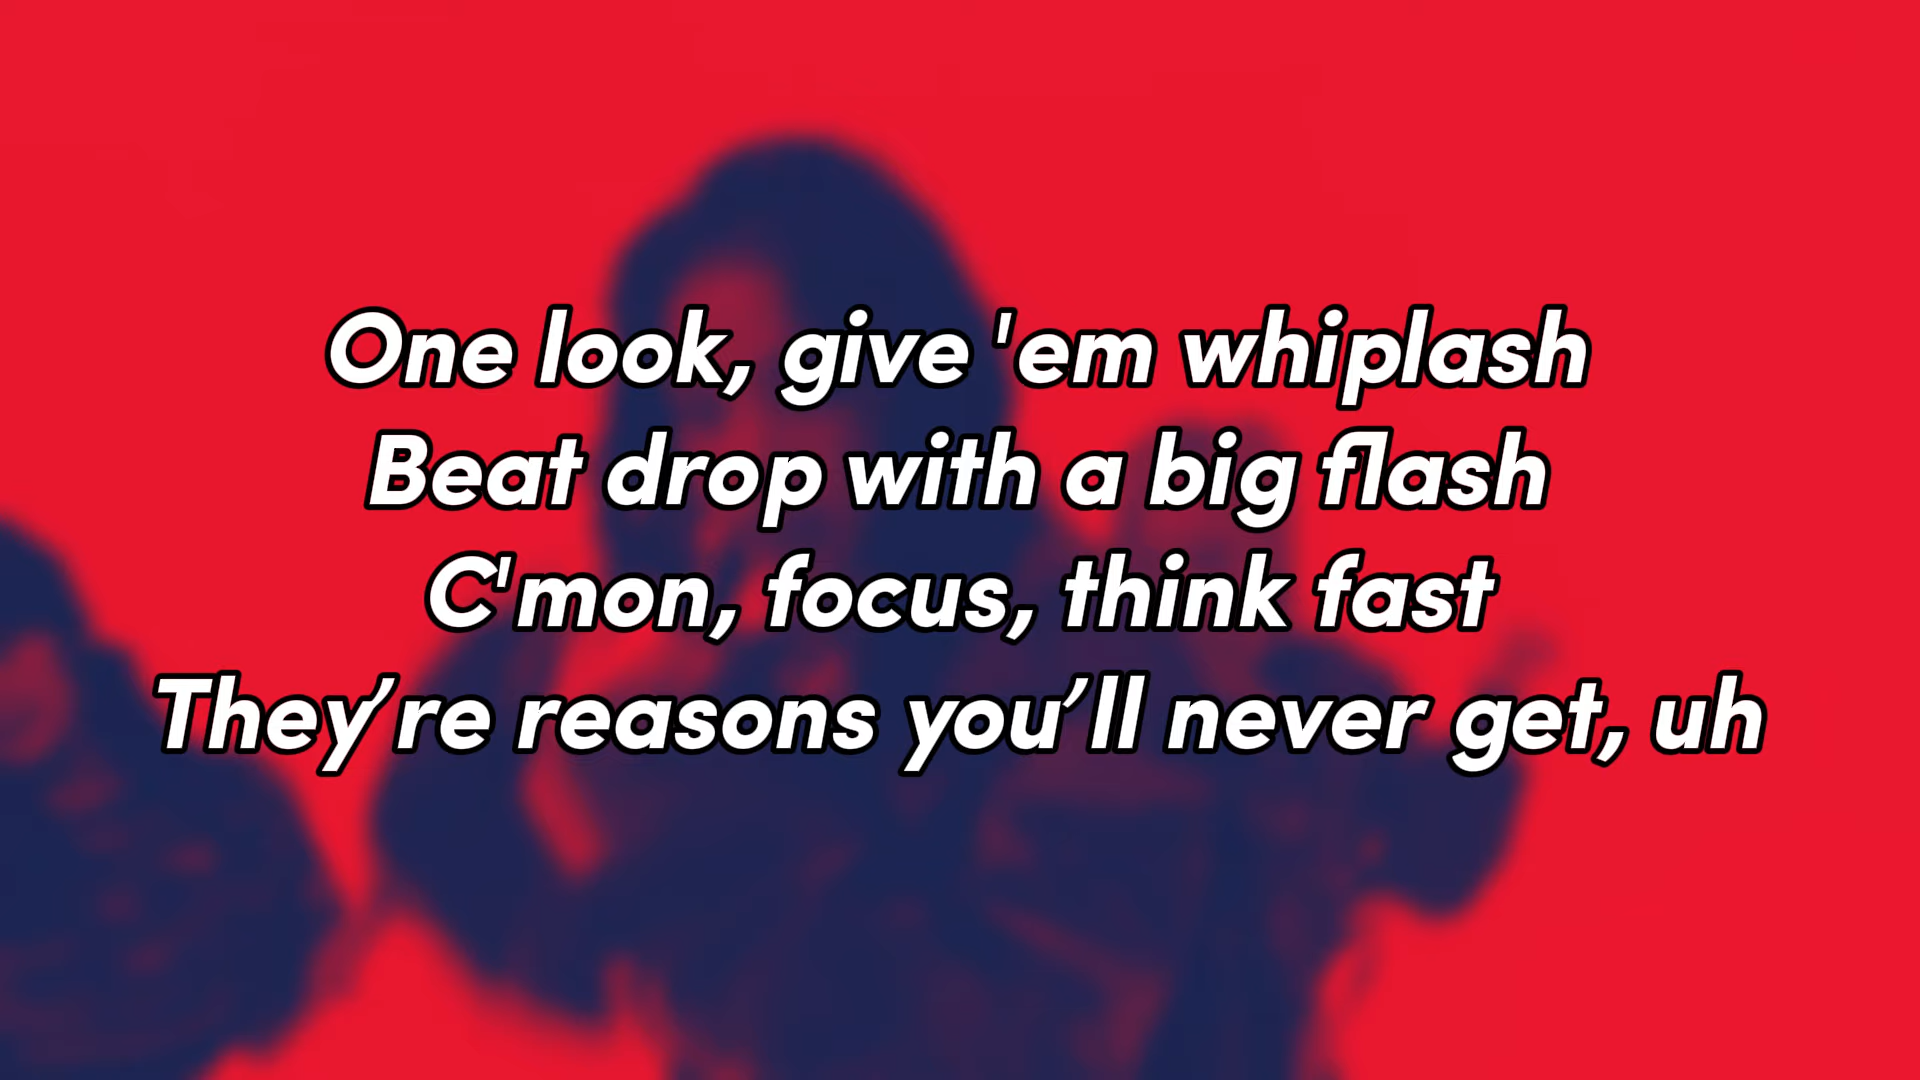 One look, give 'em whiplash
Beat drop with a big flash
C'mon, focus, think fast
They’re reasons you’ll never get, uh